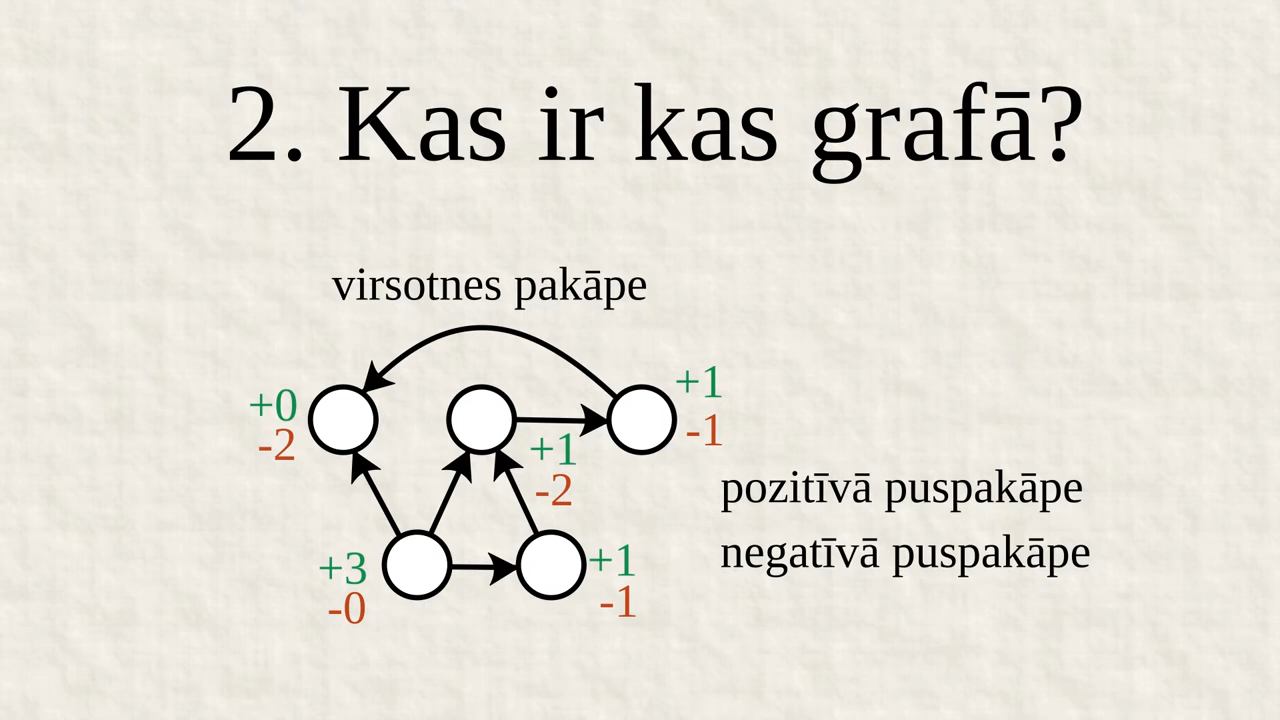 2. Kas ir kas grafā?
virsotnes pakāpe
+0
-2
+1
-2
+1
-1
pozitīvā puspakāpe
negatīvā puspakāpe
+3
-0
+1
-1